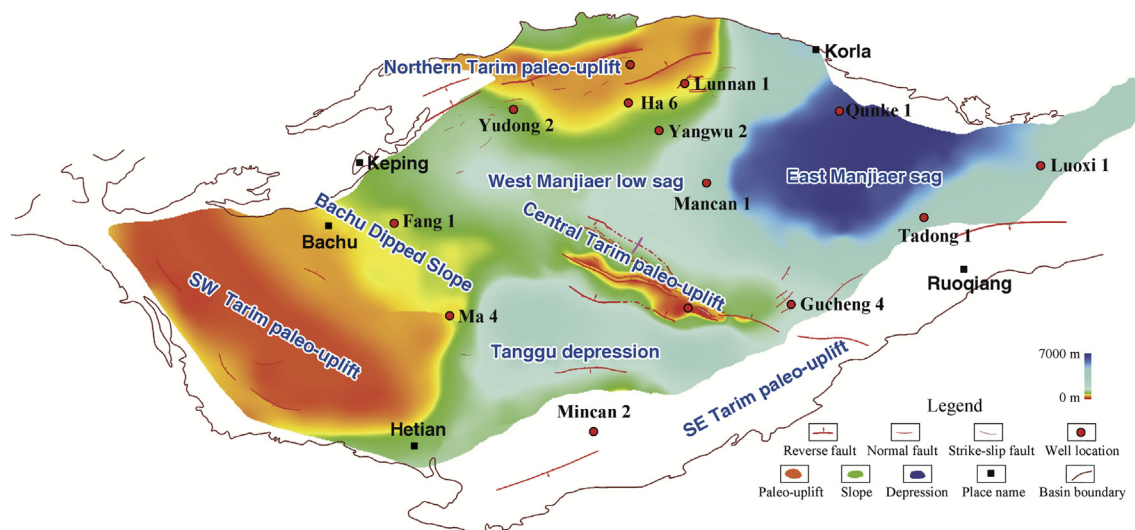 Korla
Northern Tarim paleo-uplift
Lunnan 1
Ha 6
Qunke 1
Yudong 2
Yangwu 2
Keping
Luoxi 1
West Manjiaer low sag
East Manjiaer sag
Mancan 1
Bachu Dipped Slope
Fang 1
Central Tarim paleo-uplift
Tadong 1
Bachu
SW Tarim paleo-uplift
Ruoqiang
Gucheng 4
Ma 4
Tanggu depression
SE Tarim paleo-uplift
7000 m
0 m
Mincan 2
Hetian
Legend
Reverse fault
Normal fault
Strike-slip fault
Well location
Paleo-uplift
Slope
Depression
Place name
Basin boundary